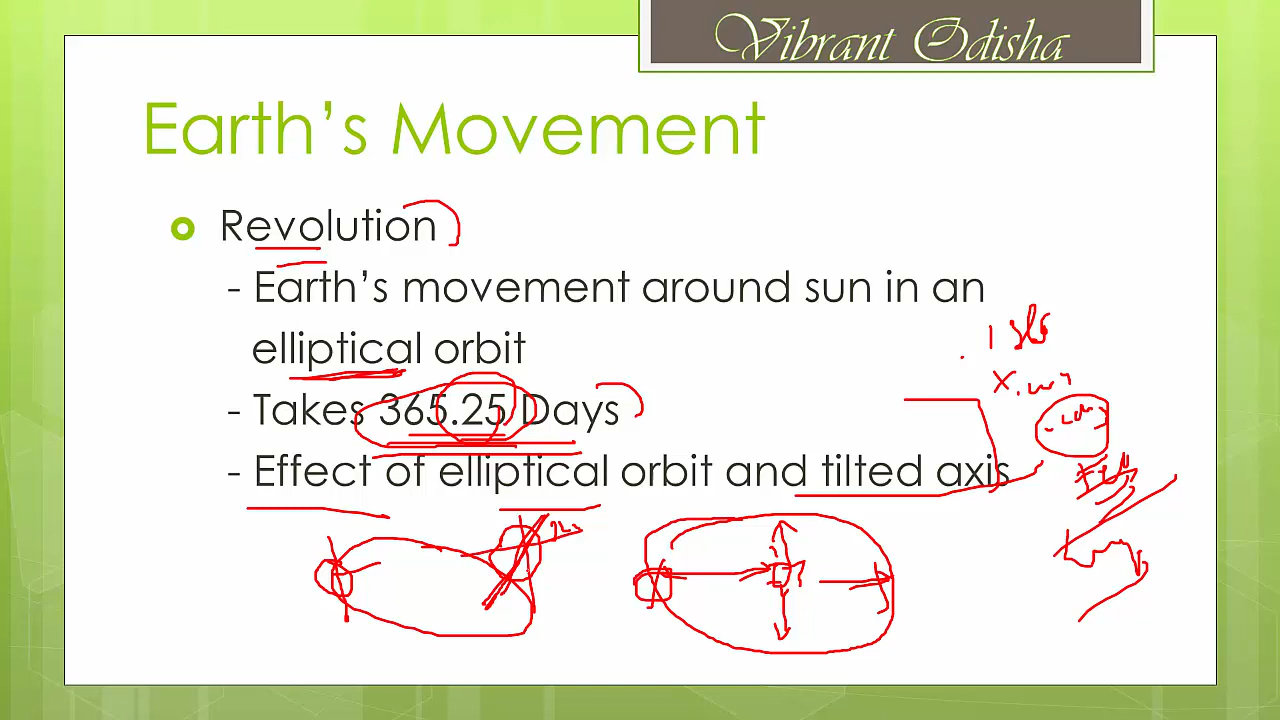 Vibrant Odisha
Earth's Movement
Revolution
- Earth's movement around sun in an
elliptical orbit
- Takes 365.25 Days
- Effect of elliptical orbit and tilted axis